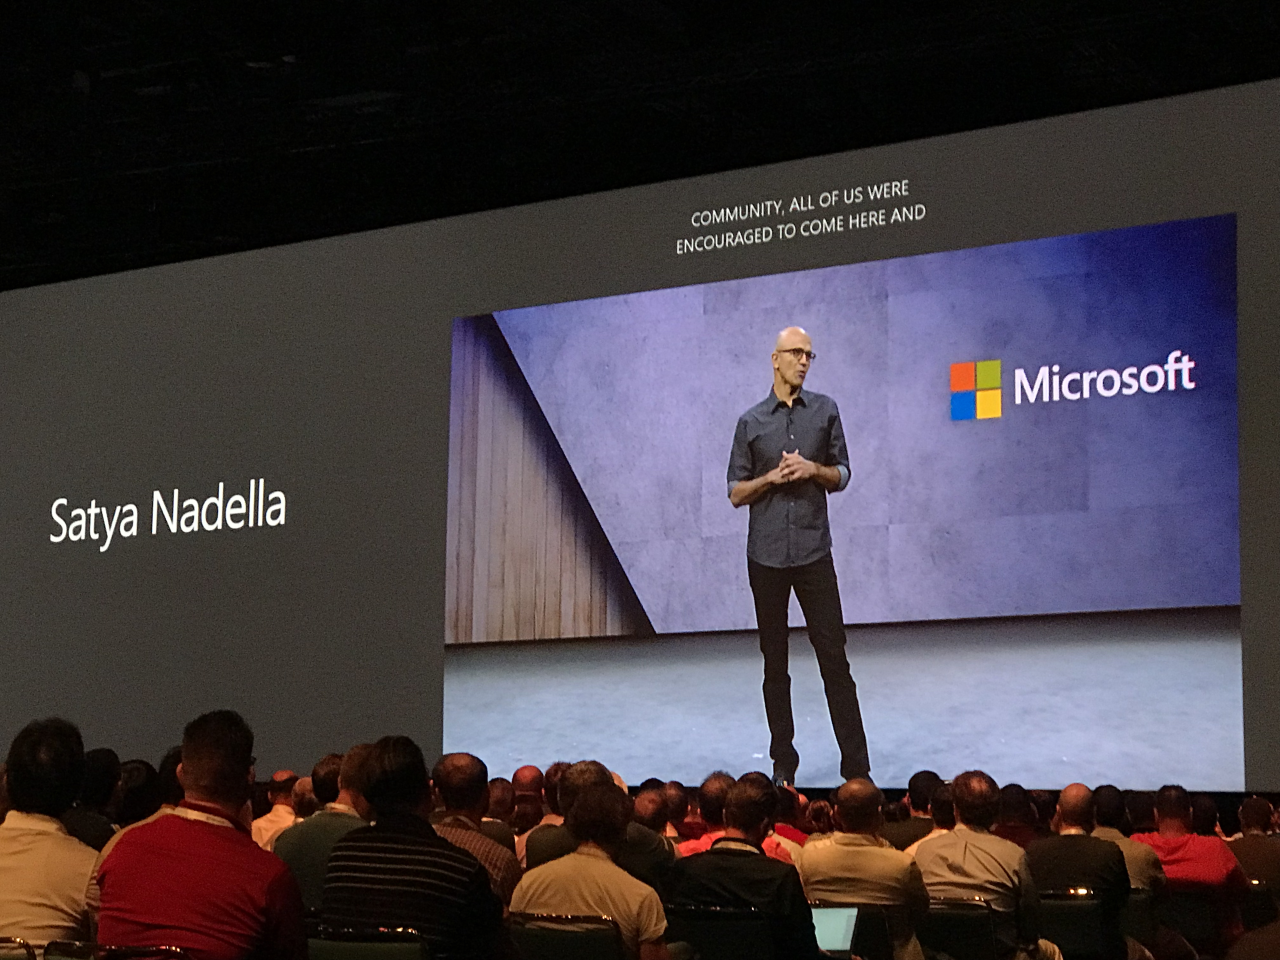 COMMUNITY, ALL OF US WERE
ENCOURAGED TO COME HERE AND
Microsoft
Satya Nadella